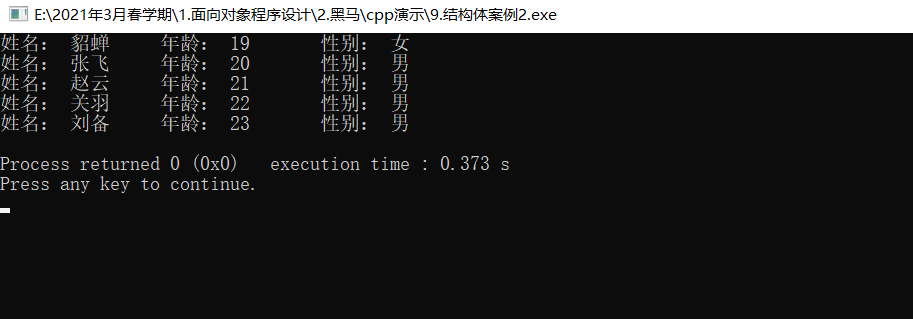 E:\2021年3月春学期\1.面向对象程序设计\2.黑马\cpp演示\9.结构体案例2.exe
姓名： 貂蝉 年龄： 19 性别： 女
姓名： 张飞 年龄： 20 性别： 男
姓名： 赵云 年龄： 21 性别： 男
姓名： 关羽 年龄： 22 性别： 男
姓名： 刘备 年龄： 23 性别： 男
Process returned 0 (0x0) execution time : 0.373 s
Press any key to continue.